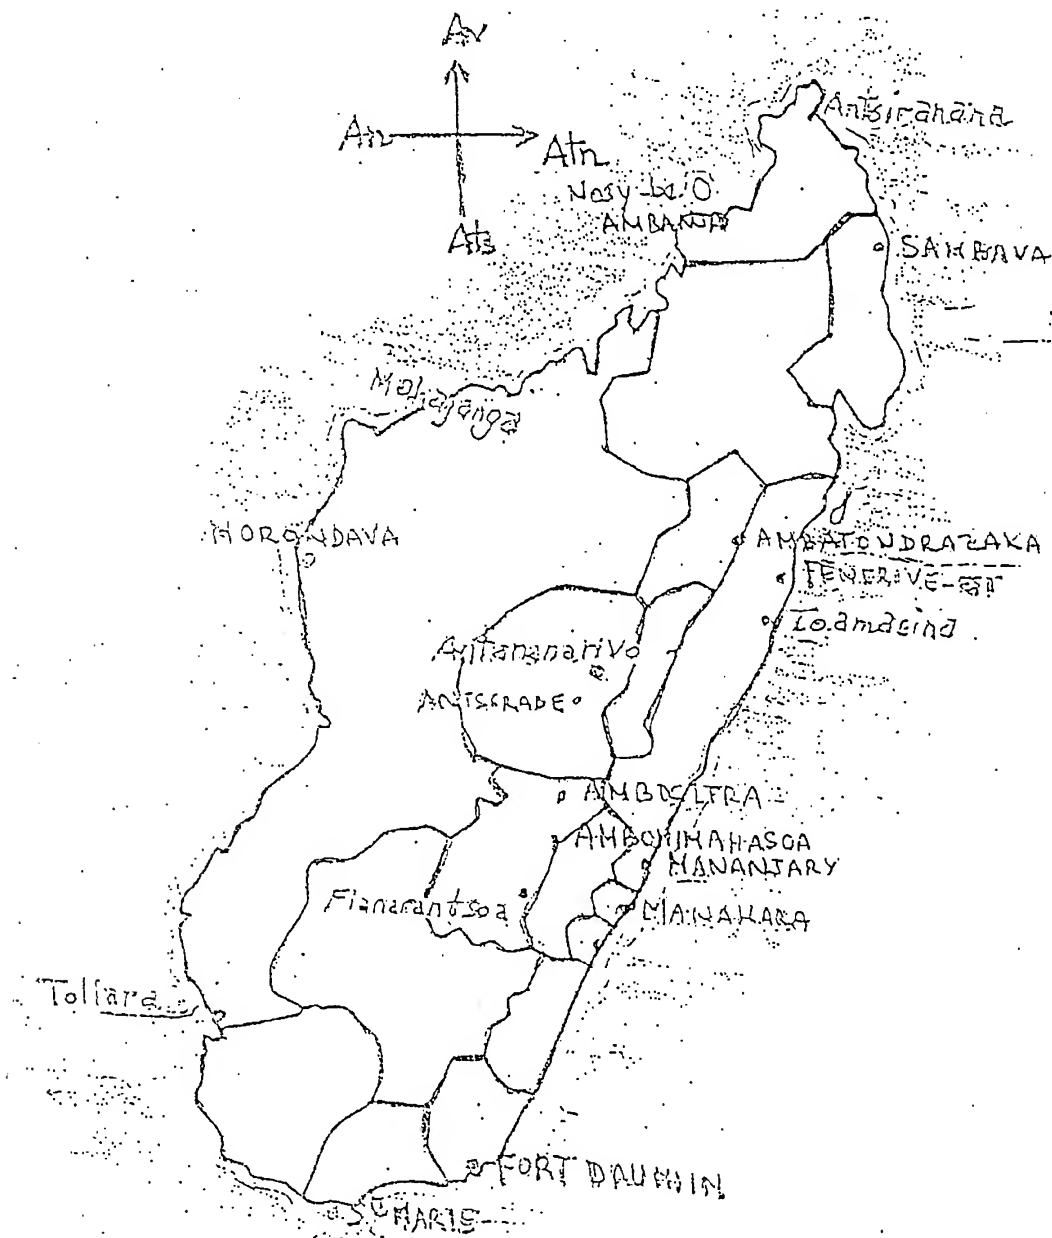 Av
An
Atn
Ats
Antsiranana
Nosy-be
AMBANJA
SAMBAVA
Mahajanga
MORONDAVA
AMBATONDRAZAKA
FENERIVE-EST
Toamasina
Antananarivo
ANTSIRABE
AMBOSITRA
AMBOHIMAHASOA
MANANJARY
Fianarantsoa
MANAKARA
Toliara
FORT DAUPHIN
Ste MARIE